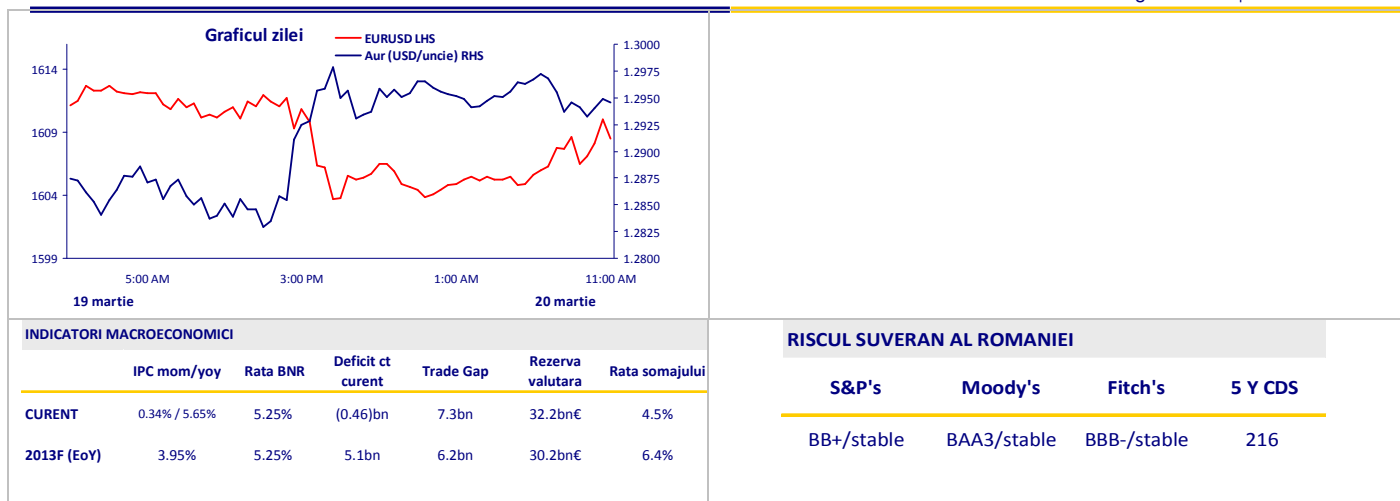 Graficul zilei
EURUSD LHS
Aur (USD/uncie) RHS
1614
1609
1604
1599
1.3000
1.2975
1.2950
1.2925
1.2900
1.2875
1.2850
1.2825
1.2800
5:00 AM 3:00 PM 1:00 AM 11:00 AM
19 martie 20 martie
INDICATORI MACROECONOMICI
IPC mom/yoy Rata BNR Deficit ct curent Trade Gap Rezerva valutara Rata somajului
CURENT 0.34% / 5.65% 5.25% (0.46)bn 7.3bn 32.2bn€ 4.5%
2013F (EoY) 3.95% 5.25% 5.1bn 6.2bn 30.2bn€ 6.4%
RISCUL SUVERAN AL ROMANIEI
S&P's Moody's Fitch's 5 Y CDS
BB+/stable BAA3/stable BBB-/stable 216